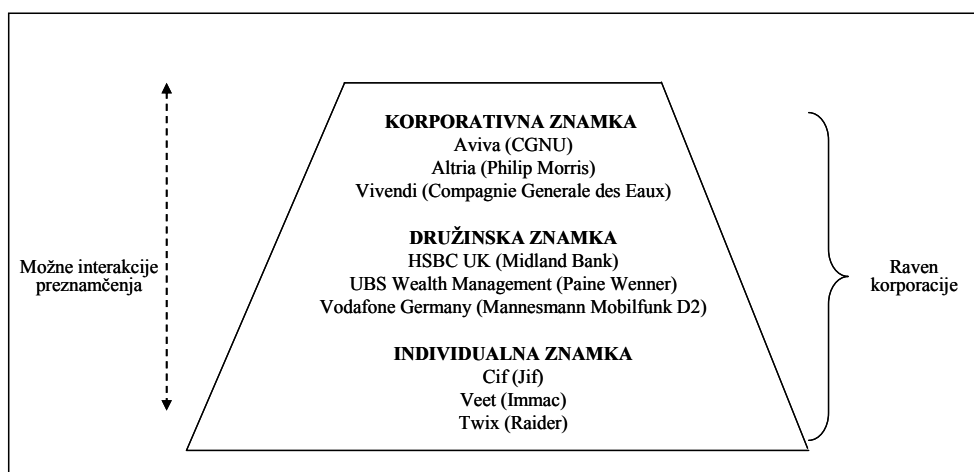 KORPORATIVNA ZNAMKA
Aviva (CGNU)
Altria (Philip Morris)
Vivendi (Compagnie Generale des Eaux)
DRUŽINSKA ZNAMKA
HSBC UK (Midland Bank)
UBS Wealth Management (Paine Wenner)
Vodafone Germany (Mannesmann Mobilfunk D2)
INDIVIDUALNA ZNAMKA
Cif (Jif)
Veet (Immac)
Twix (Raider)
Možne interakcije
preznamčenja
Raven
korporacije